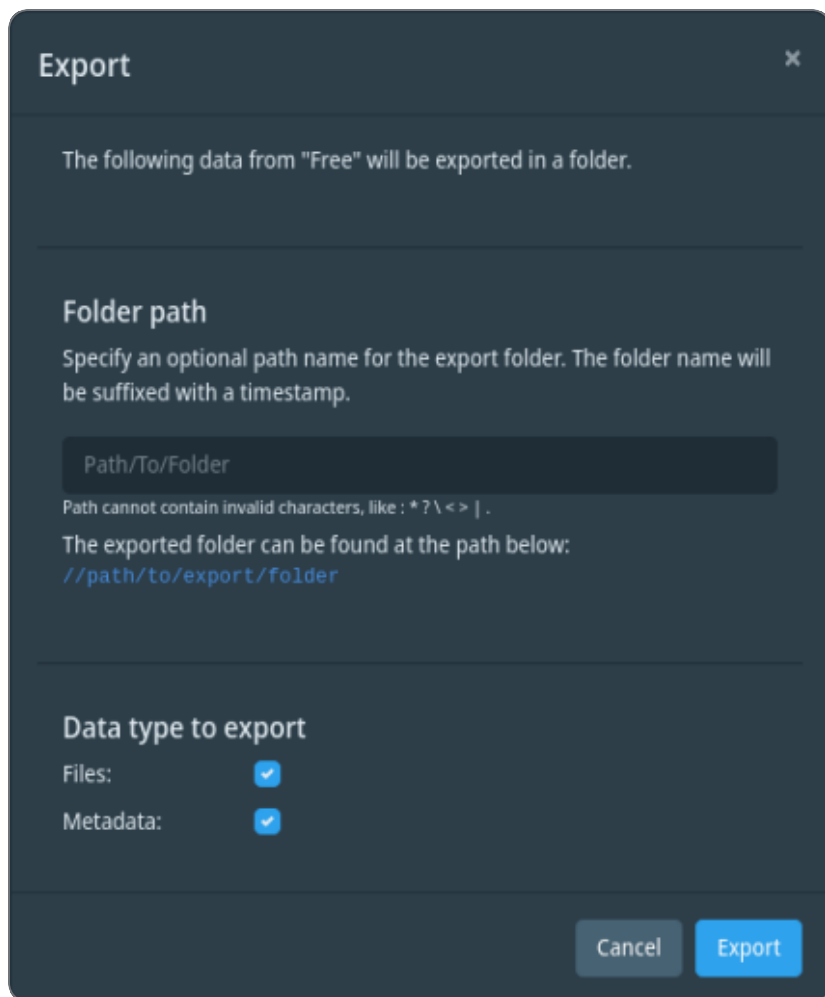 Export
×
The following data from "Free" will be exported in a folder.
Folder path
Specify an optional path name for the export folder. The folder name will
be suffixed with a timestamp.
Path/To/Folder
Path cannot contain invalid characters, like : * ? \ < > | .
The exported folder can be found at the path below:
//path/to/export/folder
Data type to export
Files:
Metadata:
Cancel Export